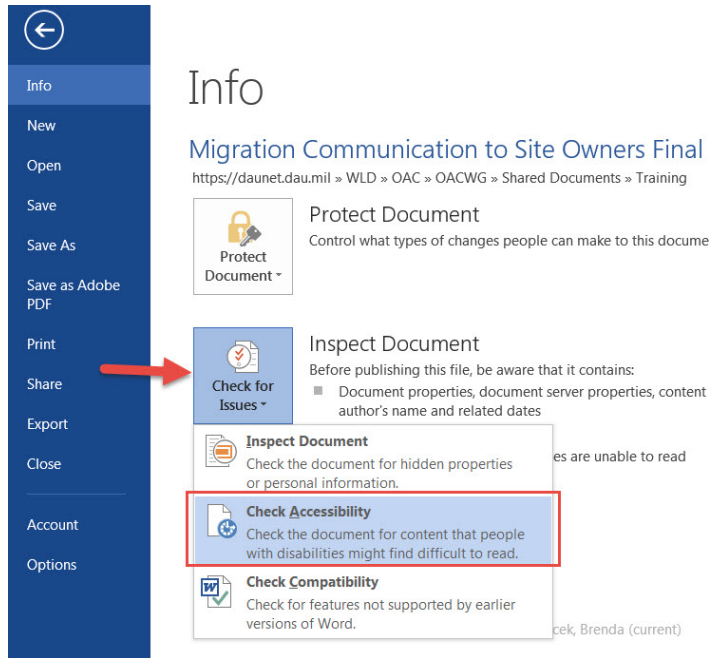 Info
New
Open
Save
Save As
Save as Adobe
PDF
Print
Share
Export
Close
Account
Options
Info
Migration Communication to Site Owners Final
https://daunet.dau.mil » WLD » OAC » OACWG » Shared Documents » Training
Protect
Document
Protect Document
Control what types of changes people can make to this docume
Check for
Issues
Inspect Document
Before publishing this file, be aware that it contains:
Document properties, document server properties, content
author's name and related dates
es are unable to read
Inspect Document
Check the document for hidden properties
or personal information.
Check Accessibility
Check the document for content that people
with disabilities might find difficult to read.
Check Compatibility
Check for features not supported by earlier
versions of Word.
cek, Brenda (current)